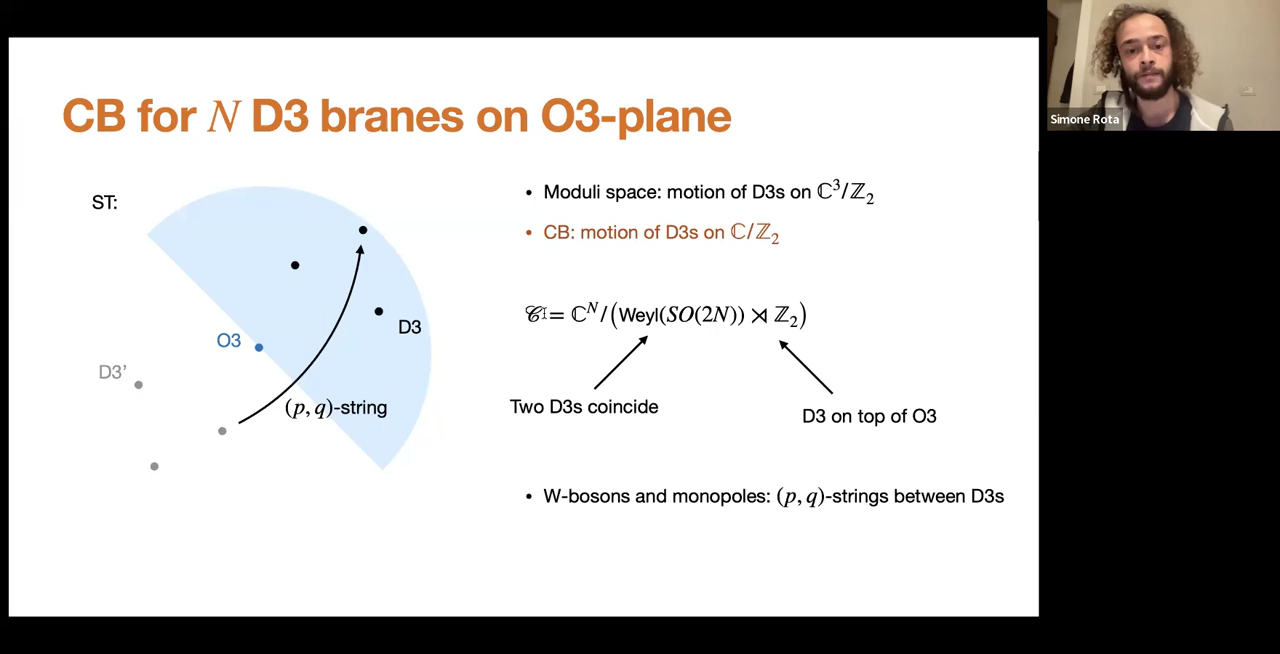 CB for N D3 branes on O3-plane
ST:
O3
D3
D3'
(p, q)-string
• Moduli space: motion of D3s on ℂ³/ℤ₂
• CB: motion of D3s on ℂ/ℤ₂
𝒞 = ℂᴺ/(Weyl(SO(2N)) ⋊ ℤ₂)
Two D3s coincide
D3 on top of O3
• W-bosons and monopoles: (p, q)-strings between D3s
Simone Rota